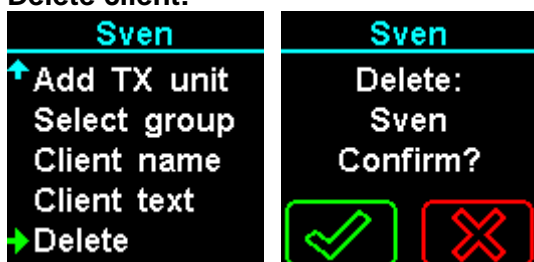 Delete client:
Sven
Add TX unit
Select group
Client name
Client text
Delete
Sven
Delete:
Sven
Confirm?